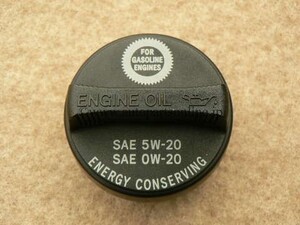 FOR
GASOLINE
ENGINES
ENGINE OIL
SAE 5W-20
SAE 0W-20
ENERGY CONSERVING